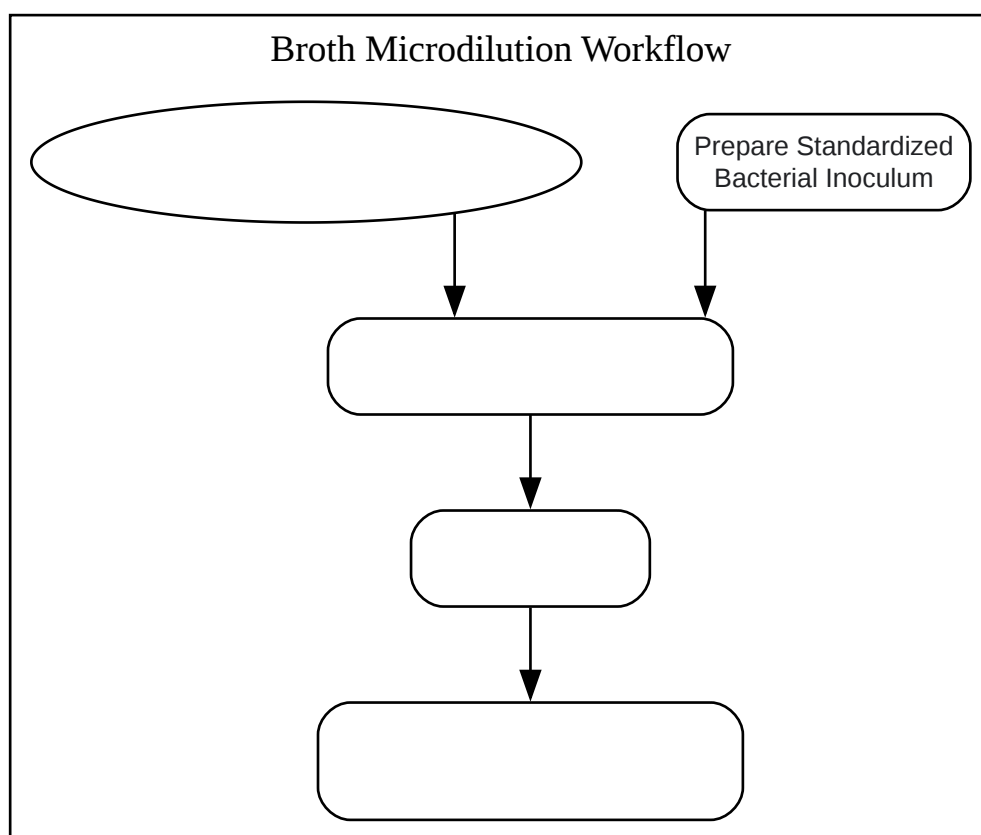 Broth Microdilution Workflow
Prepare Standardized
Bacterial Inoculum